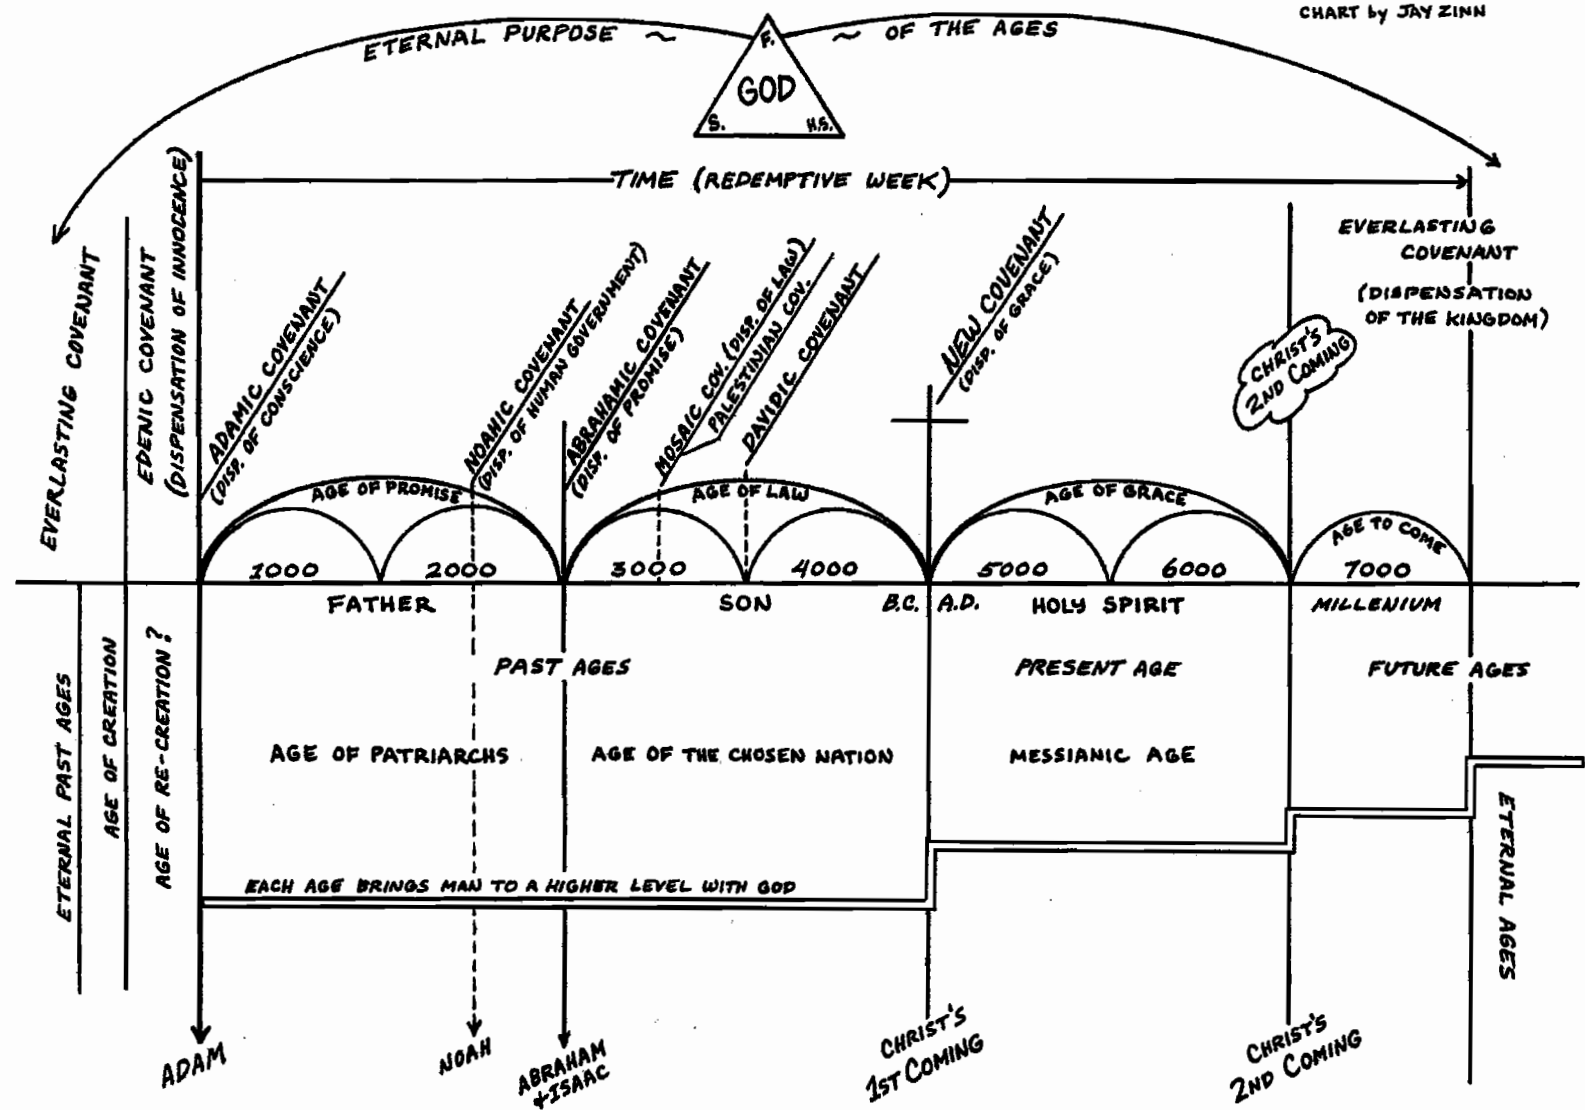 CHART by JAY ZINN
ETERNAL PURPOSE ~
~ OF THE AGES
F.
GOD
S.
H.S.
TIME (REDEMPTIVE WEEK)
EVERLASTING COVENANT
EDENIC COVENANT
(DISPENSATION OF INNOCENCE)
ADAMIC COVENANT
(DISP. OF CONSCIENCE)
NOAHIC COVENANT
(DISP. OF HUMAN GOVERNMENT)
ABRAHAMIC COVENANT
(DISP. OF PROMISE)
MOSAIC COV. (DISP. OF LAW)
PALESTINIAN COV.
DAVIDIC COVENANT
NEW COVENANT
(DISP. OF GRACE)
CHRIST'S
2ND COMING
EVERLASTING
COVENANT
(DISPENSATION
OF THE KINGDOM)
AGE OF PROMISE
AGE OF LAW
AGE OF GRACE
AGE TO COME
1000
2000
3000
4000
5000
6000
7000
FATHER
SON
B.C.
A.D.
HOLY SPIRIT
MILLENIUM
ETERNAL PAST AGES
AGE OF CREATION
AGE OF RE-CREATION?
PAST AGES
PRESENT AGE
FUTURE AGES
AGE OF PATRIARCHS
AGE OF THE CHOSEN NATION
MESSIANIC AGE
EACH AGE BRINGS MAN TO A HIGHER LEVEL WITH GOD
ETERNAL AGES
ADAM
NOAH
ABRAHAM
+ ISAAC
CHRIST'S
1ST COMING
CHRIST'S
2ND COMING